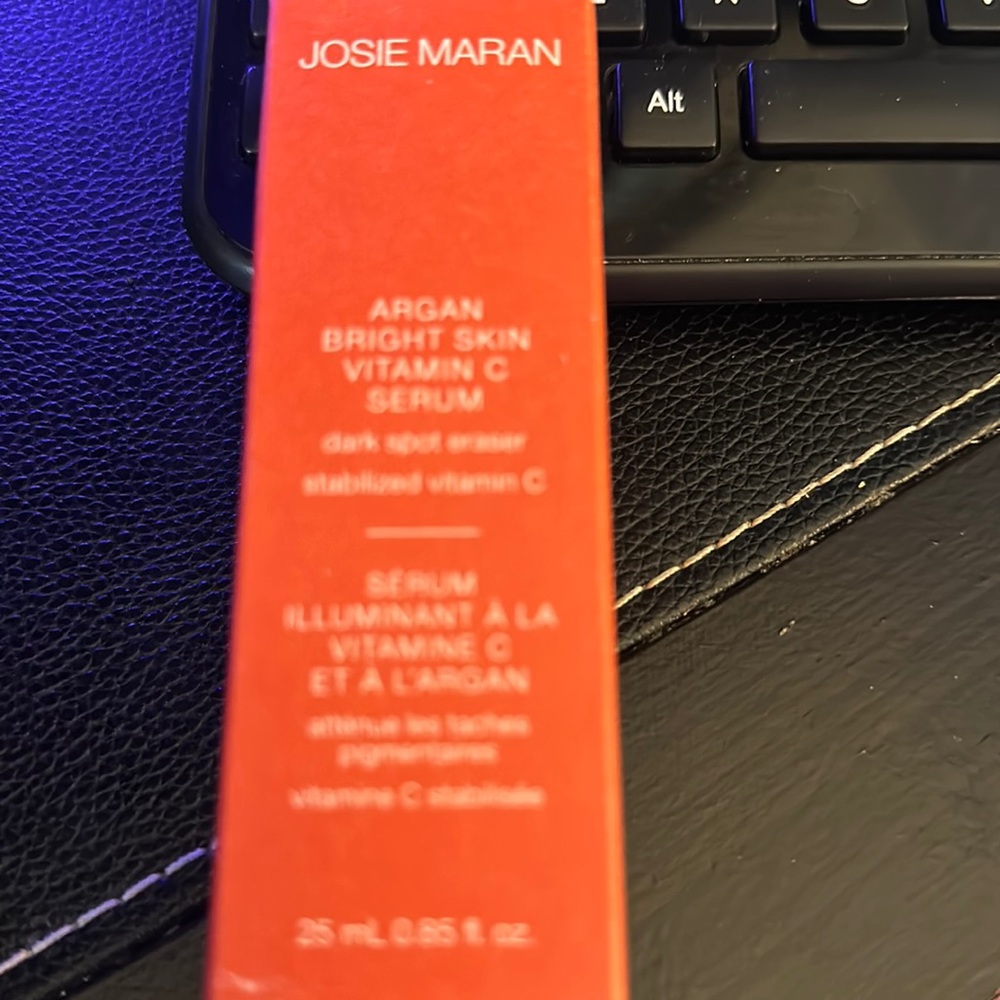 JOSIE MARAN
Alt
ARGAN
BRIGHT SKIN
VITAMIN C
SERUM
dark spot eraser
stabilized vitamin C
SÉRUM
ILLUMINANT À LA
VITAMINE C
ET À L'ARGAN
atténue les taches
pigmentaires
vitamine C stabilisée
25 mL 0.85 fl. oz.